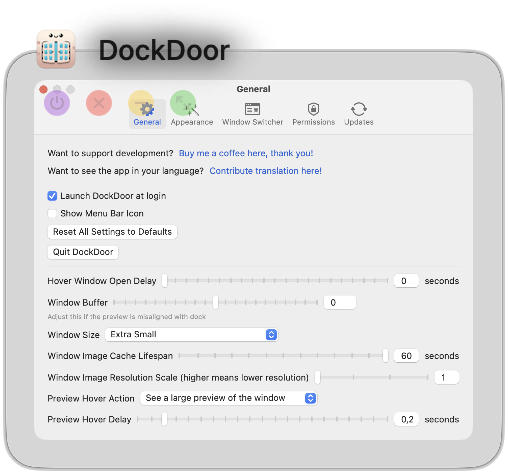 DockDoor
General
General Appearance Window Switcher Permissions Updates
Want to support development? Buy me a coffee here, thank you!
Want to see the app in your language? Contribute translation here!
Launch DockDoor at login
Show Menu Bar Icon
Reset All Settings to Defaults
Quit DockDoor
Hover Window Open Delay 0 seconds
Window Buffer 0
Adjust this if the preview is misaligned with dock
Window Size Extra Small
Window Image Cache Lifespan 60 seconds
Window Image Resolution Scale (higher means lower resolution) 1
Preview Hover Action See a large preview of the window
Preview Hover Delay 0,2 seconds